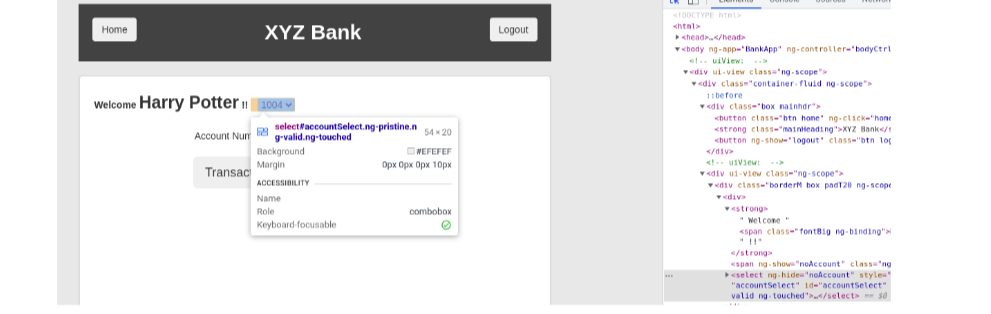 Home
XYZ Bank
Logout
Welcome Harry Potter !!
1004
Account Num
Transac
select#accountSelect.ng-pristine.n
g-valid.ng-touched
54 × 20
Background
#EFEFEF
Margin
0px 0px 0px 10px
ACCESSIBILITY
Name
Role
combobox
Keyboard-focusable
<!DOCTYPE html>
<html>
<head>…</head>
<body ng-app="BankApp" ng-controller="bodyCtrl
<!-- uiView:  -->
<div ui-view class="ng-scope">
<div class="container-fluid ng-scope">
::before
<div class="box mainhdr">
<button class="btn home" ng-click="home
<strong class="mainHeading">XYZ Bank</s
<button ng-show="logout" class="btn log
</div>
<!-- uiView:  -->
<div ui-view class="ng-scope">
<div class="borderM box padT20 ng-scope
<div>
<strong>
" Welcome "
<span class="fontBig ng-binding">
" !!"
</strong>
<span ng-show="noAccount" class="ng
<select ng-hide="noAccount" style="
"accountSelect" id="accountSelect"
valid ng-touched">…</select> == $0